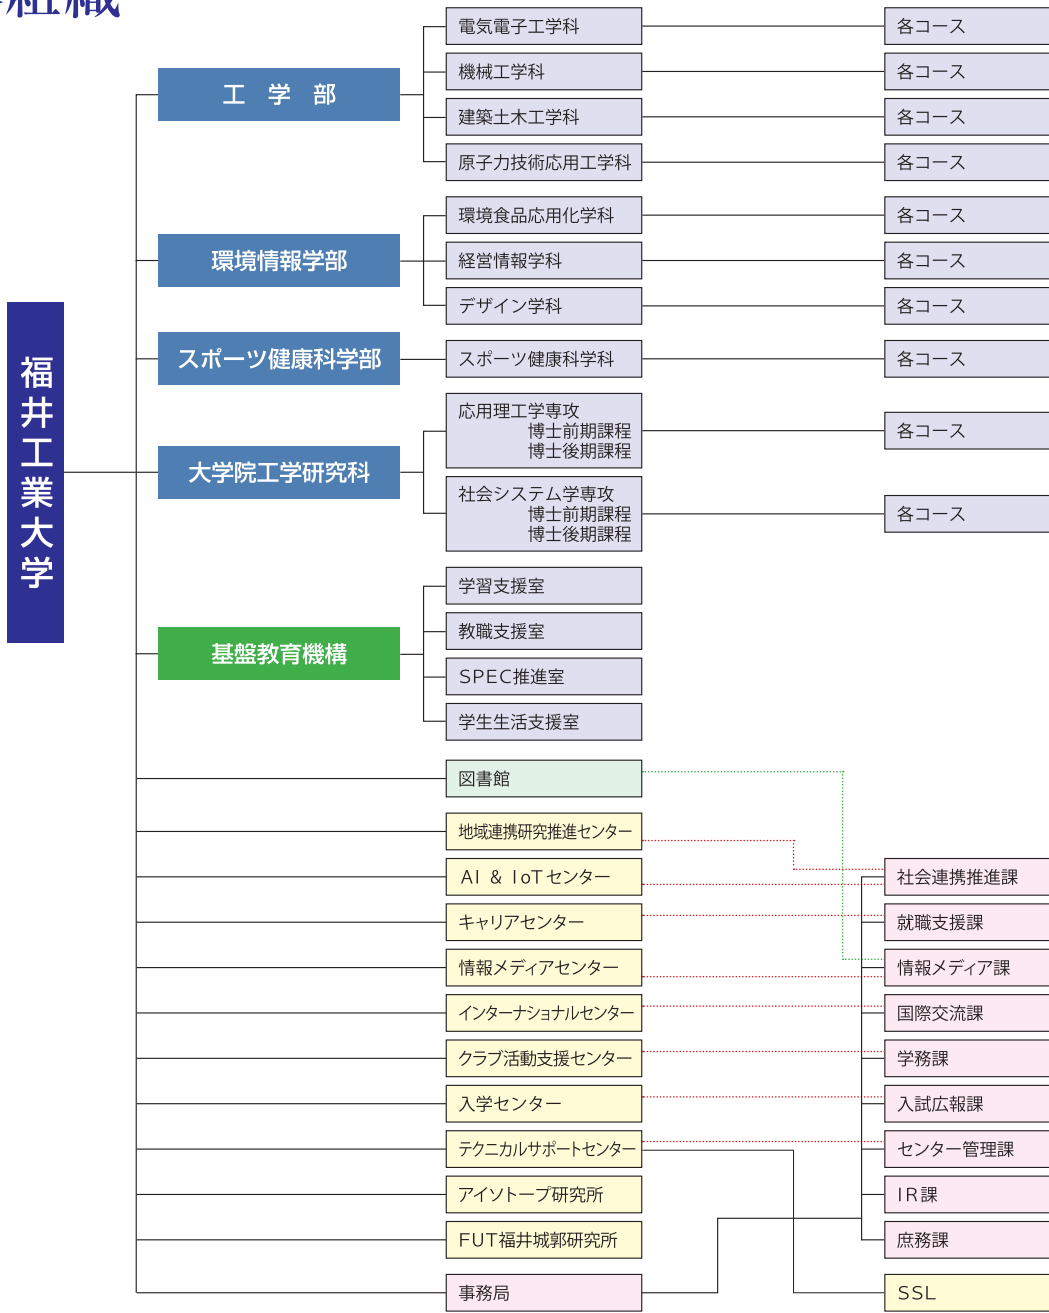 組織
福井工業大学
工 学 部
電気電子工学科
各コース
機械工学科
各コース
建築土木工学科
各コース
原子力技術応用工学科
各コース
環境情報学部
環境食品応用化学科
各コース
経営情報学科
各コース
デザイン学科
各コース
スポーツ健康科学部
スポーツ健康科学科
各コース
大学院工学研究科
応用理工学専攻
博士前期課程
博士後期課程
各コース
社会システム学専攻
博士前期課程
博士後期課程
各コース
基盤教育機構
学習支援室
教職支援室
SPEC推進室
学生生活支援室
図書館
地域連携研究推進センター
AI & IoTセンター
社会連携推進課
キャリアセンター
就職支援課
情報メディアセンター
情報メディア課
インターナショナルセンター
国際交流課
クラブ活動支援センター
学務課
入学センター
入試広報課
テクニカルサポートセンター
センター管理課
アイソトープ研究所
IR課
FUT福井城郭研究所
庶務課
事務局
SSL